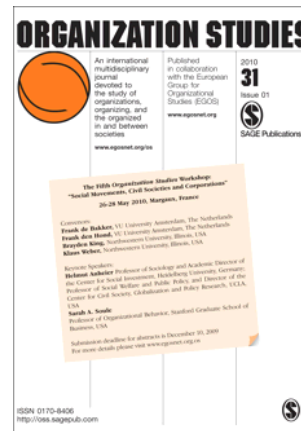 ORGANIZATION STUDIES
An international
multidisciplinary
journal
devoted to
the study of
organizations,
organizing, and
the organized
in and between
societies
www.egosnet.org/os
Published
in collaboration
with the European
Group for
Organizational
Studies (EGOS)
www.egosnet.org
2010
31
Issue 01
SAGE Publications
The Fifth Organization Studies Workshop:
"Social Movements, Civil Societies and Corporations"
26-28 May 2010, Margaux, France
Convenors:
Frank de Bakker, VU University Amsterdam, The Netherlands
Frank den Hond, VU University Amsterdam, The Netherlands
Brayden King, Northwestern University, Illinois, USA
Klaus Weber, Northwestern University, Illinois, USA
Keynote Speakers:
Helmut Anheier Professor of Sociology and Academic Director of
the Center for Social Investment, Heidelberg University, Germany;
Professor of Social Welfare and Public Policy, and Director of the
Center for Civil Society, Globalization and Policy Research, UCLA,
USA
Sarah A. Soule
Professor of Organizational Behavior, Stanford Graduate School of
Business, USA
Submission deadline for abstracts is December 10, 2009
For more details please visit www.egosnet.org/os
ISSN 0170-8406
http://oss.sagepub.com